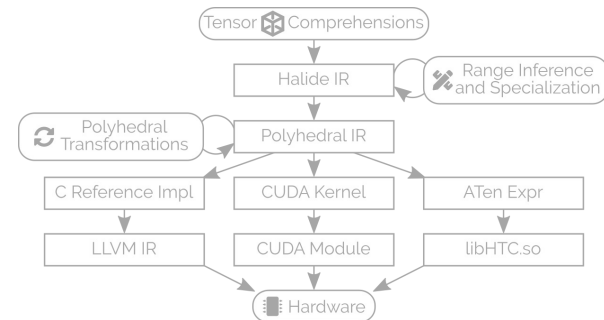 Tensor Comprehensions
Halide IR
Range Inference
and Specialization
Polyhedral
Transformations
Polyhedral IR
C Reference Impl
CUDA Kernel
ATen Expr
LLVM IR
CUDA Module
libHTC.so
Hardware